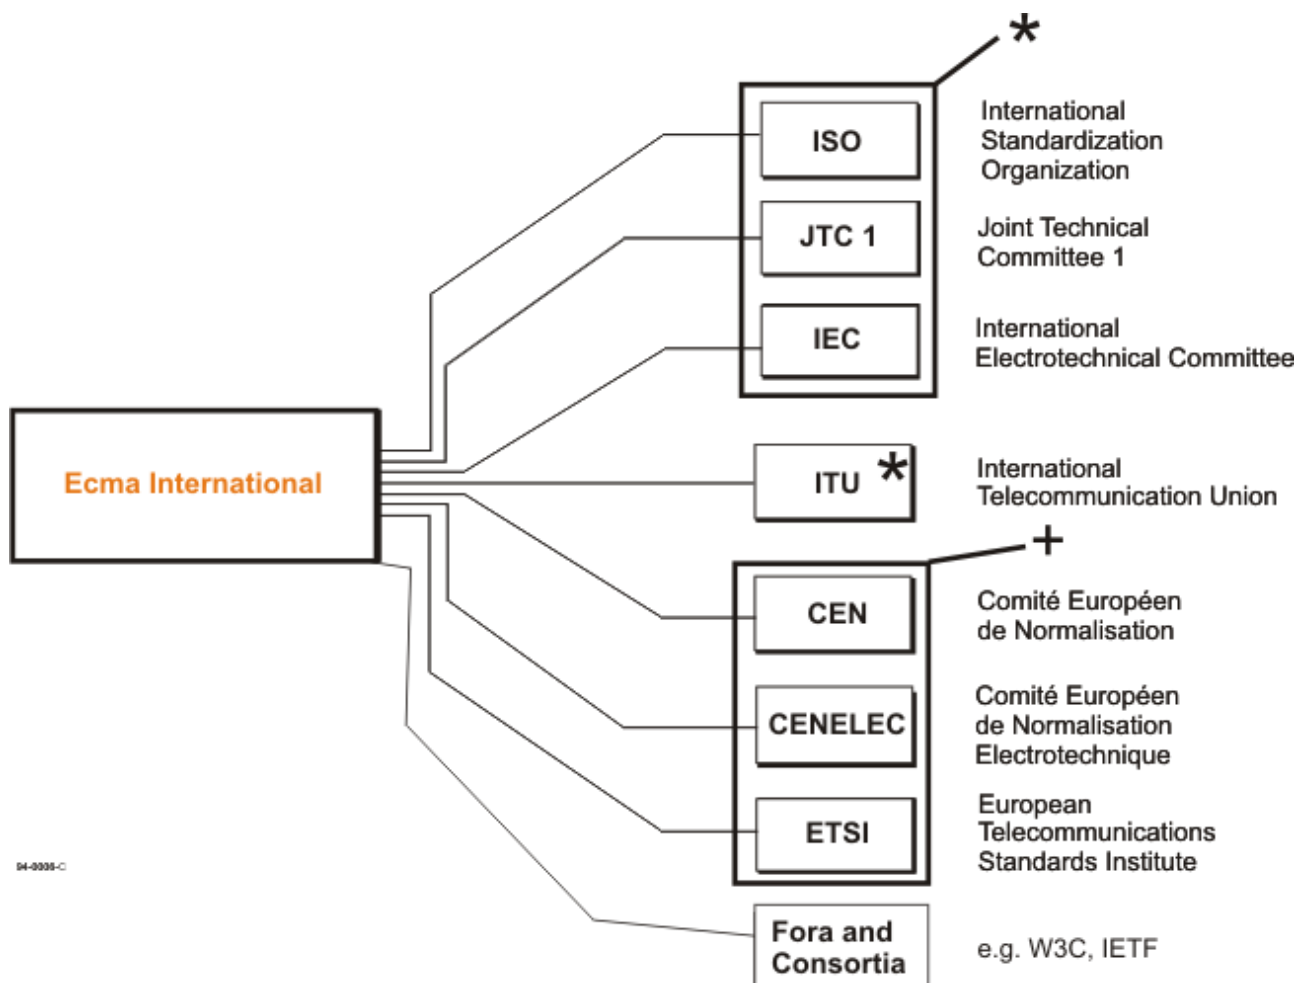 *
ISO
International
Standardization
Organization
JTC 1
Joint Technical
Committee 1
IEC
International
Electrotechnical Committee
Ecma International
ITU *
International
Telecommunication Union
+
CEN
Comité Européen
de Normalisation
CENELEC
Comité Européen
de Normalisation
Electrotechnique
ETSI
European
Telecommunications
Standards Institute
94-0006-C
Fora and
Consortia
e.g. W3C, IETF